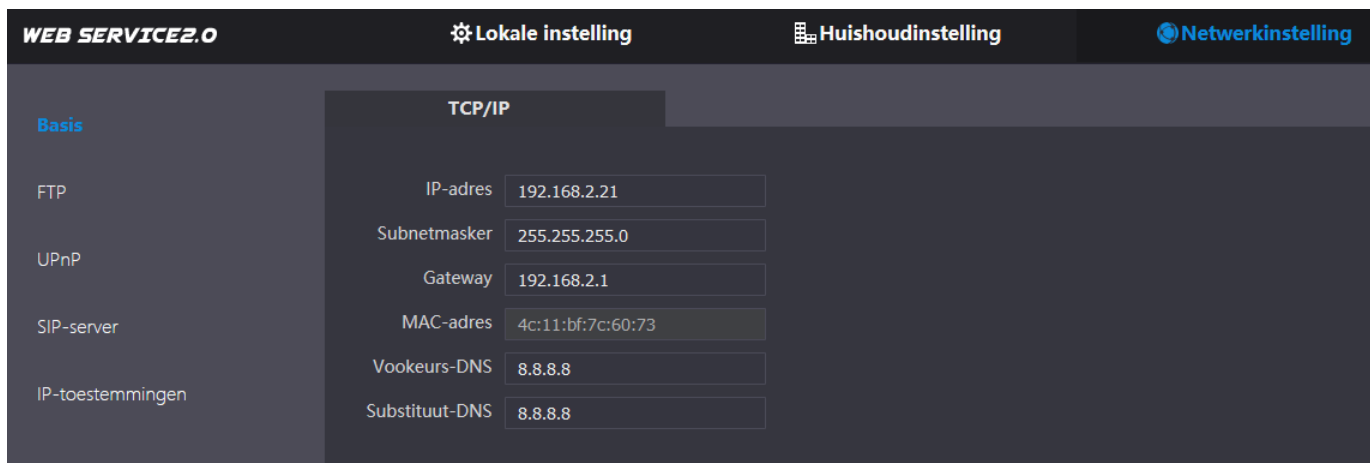 WEB SERVICE2.0 Lokale instelling Huishoudinstelling Netwerkinstelling
Basis
FTP
UPnP
SIP-server
IP-toestemmingen
TCP/IP
IP-adres 192.168.2.21
Subnetmasker 255.255.255.0
Gateway 192.168.2.1
MAC-adres 4c:11:bf:7c:60:73
Vookeurs-DNS 8.8.8.8
Substituut-DNS 8.8.8.8